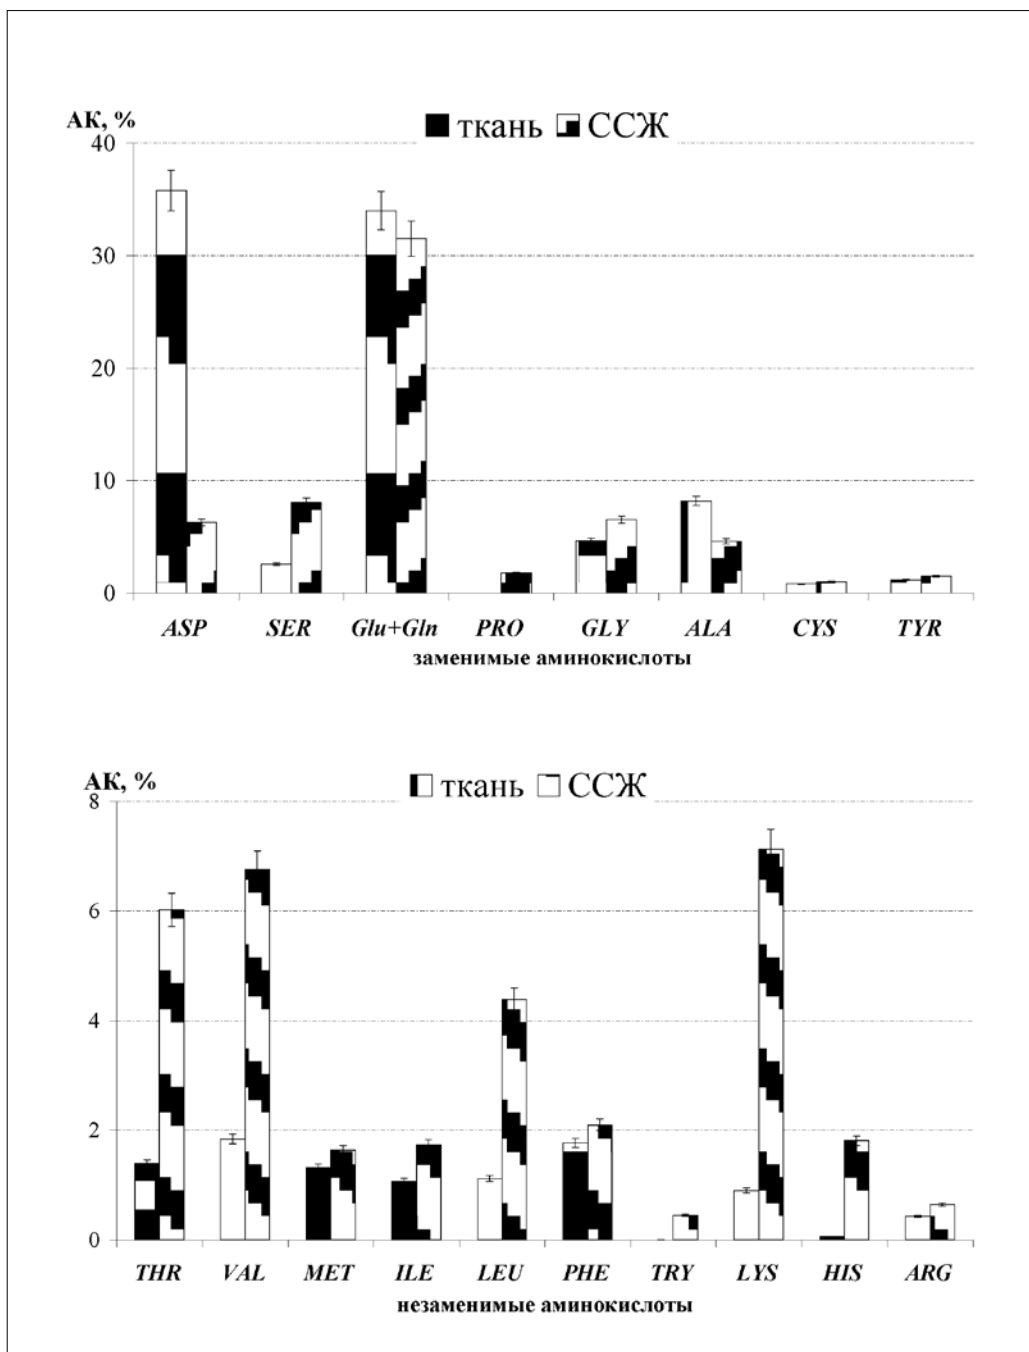 АК, %
ткань ССЖ
40
30
20
10
0
ASP SER Glu+Gln PRO GLY ALA CYS TYR
заменимые аминокислоты
АК, %
ткань ССЖ
8
6
4
2
0
THR VAL MET ILE LEU PHE TRY LYS HIS ARG
незаменимые аминокислоты